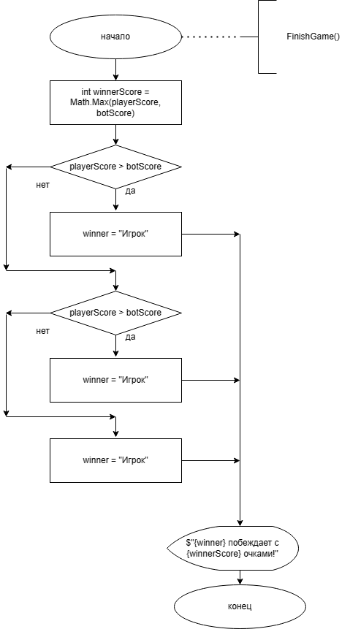 начало
FinishGame()
int winnerScore =
Math.Max(playerScore,
botScore)
playerScore > botScore
нет
да
winner = "Игрок"
playerScore > botScore
нет
да
winner = "Игрок"
winner = "Игрок"
$"{winner} побеждает с
{winnerScore} очками!"
конец